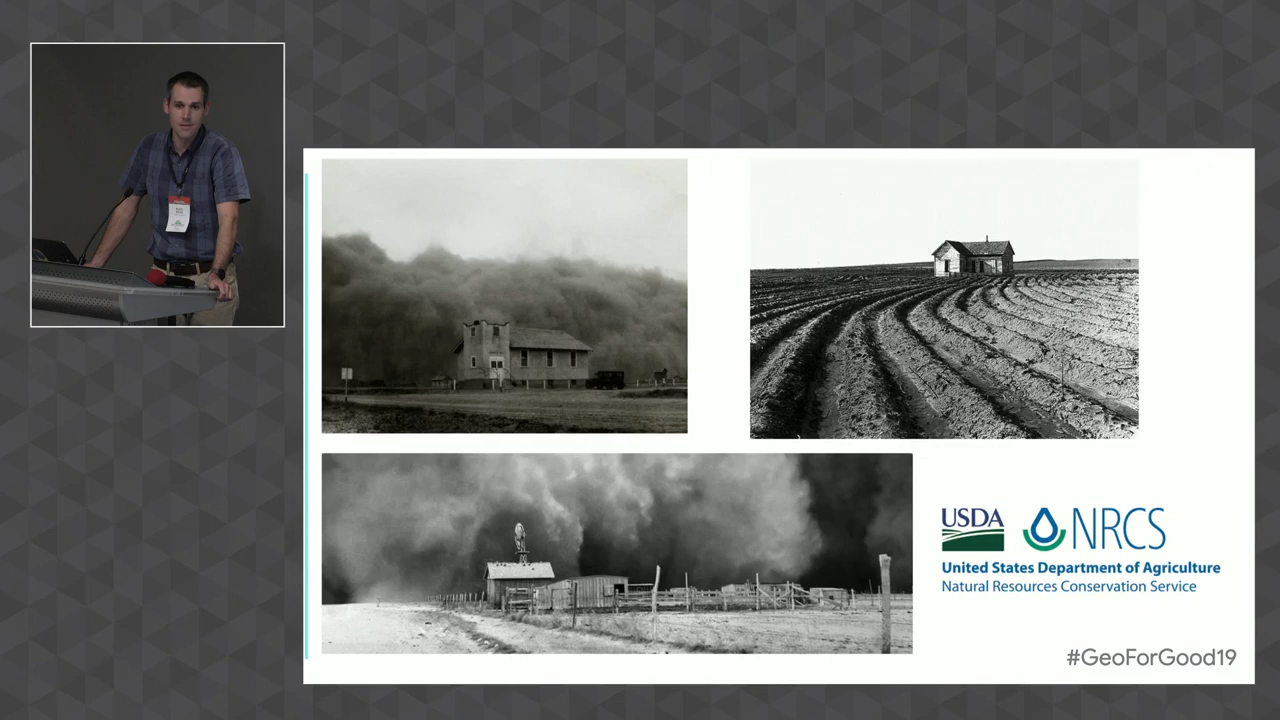 USDA
NRCS
United States Department of Agriculture
Natural Resources Conservation Service
#GeoForGood19